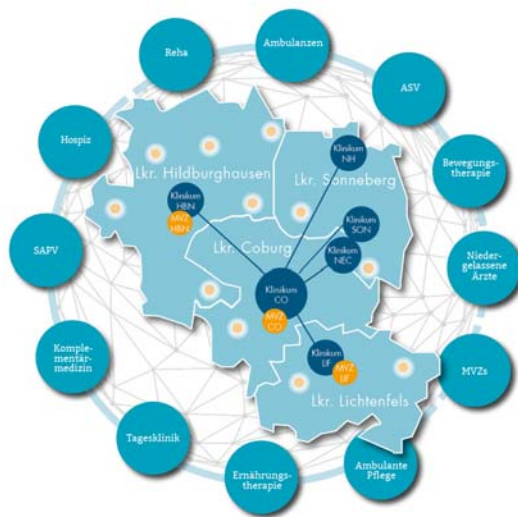 Ambulanzen
Reha
ASV
Hospiz
Klinikum
NH
Bewegungs-
therapie
Lkr. Hildburghausen
Lkr. Sonneberg
Klinikum
HBN
MVZ
HBN
Klinikum
SON
SAPV
Lkr. Coburg
Klinikum
NEC
Nieder-
gelassene
Ärzte
Klinikum
CO
MVZ
CO
Komple-
mentär-
medizin
Klinikum
LIF
MVZ
LIF
MVZs
Lkr. Lichtenfels
Tagesklinik
Ernährungs-
therapie
Ambulante
Pflege